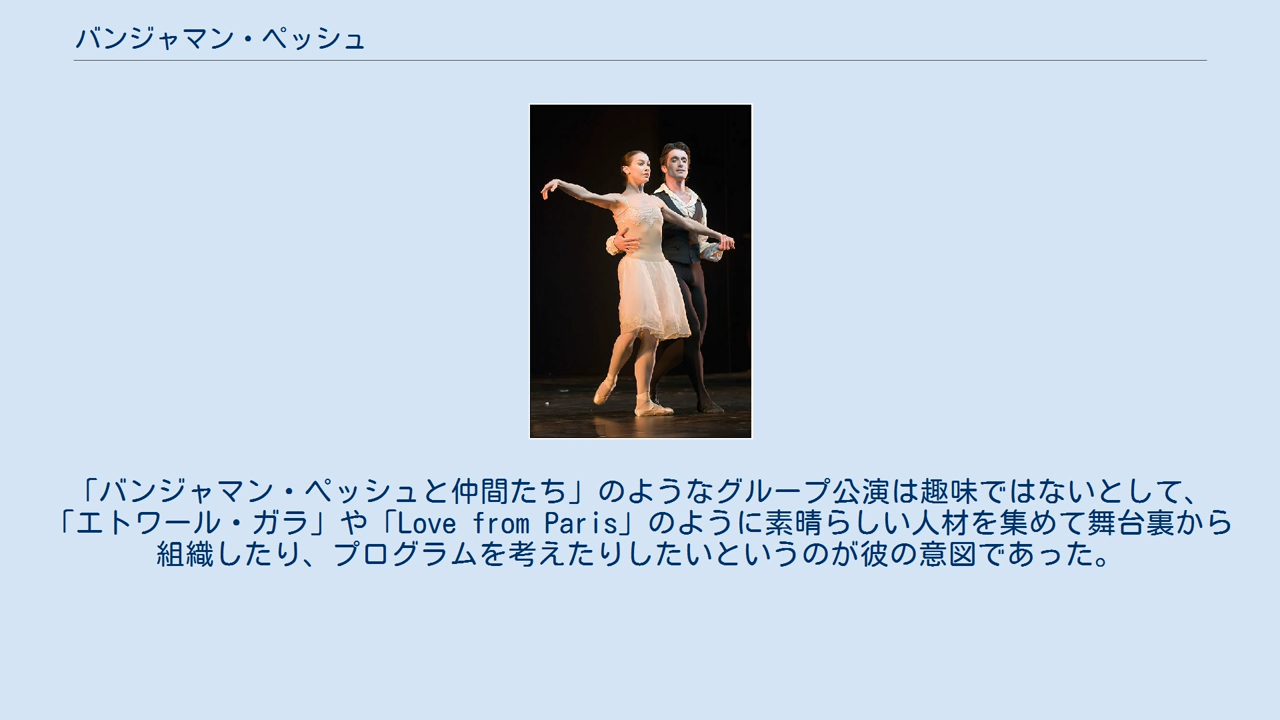 バンジャマン・ペッシュ
「バンジャマン・ペッシュと仲間たち」のようなグループ公演は趣味ではないとして、
「エトワール・ガラ」や「Love from Paris」のように素晴らしい人材を集めて舞台裏から
組織したり、プログラムを考えたりしたいというのが彼の意図であった。